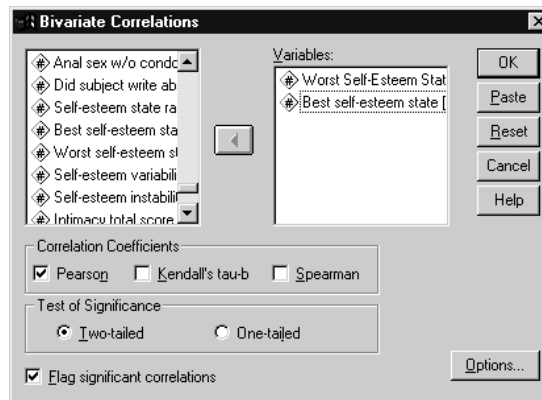 Bivariate Correlations
Anal sex w/o condo
Did subject write ab
Self-esteem state ra
Best self-esteem sta
Worst self-esteem st
Self-esteem variabili
Self-esteem instabilit
Intimacy total score
Variables:
Worst Self-Esteem Stat
Best self-esteem state [
OK
Paste
Reset
Cancel
Help
Correlation Coefficients
Pearson Kendall's tau-b Spearman
Test of Significance
Two-tailed One-tailed
Flag significant correlations
Options...